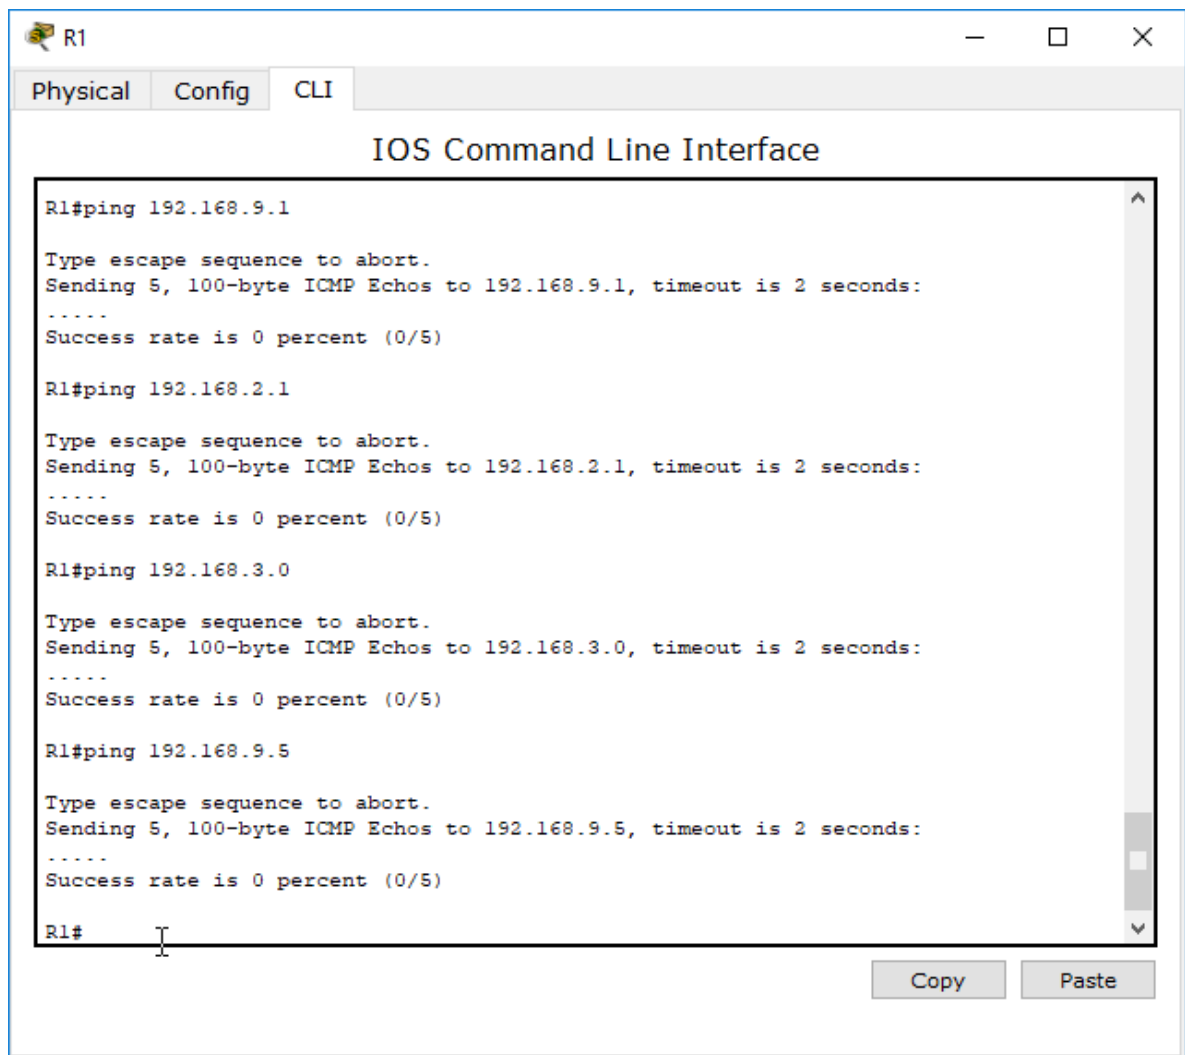 R1
Physical Config CLI
IOS Command Line Interface
R1#ping 192.168.9.1
Type escape sequence to abort.
Sending 5, 100-byte ICMP Echos to 192.168.9.1, timeout is 2 seconds:
.....
Success rate is 0 percent (0/5)
R1#ping 192.168.2.1
Type escape sequence to abort.
Sending 5, 100-byte ICMP Echos to 192.168.2.1, timeout is 2 seconds:
.....
Success rate is 0 percent (0/5)
R1#ping 192.168.3.0
Type escape sequence to abort.
Sending 5, 100-byte ICMP Echos to 192.168.3.0, timeout is 2 seconds:
.....
Success rate is 0 percent (0/5)
R1#ping 192.168.9.5
Type escape sequence to abort.
Sending 5, 100-byte ICMP Echos to 192.168.9.5, timeout is 2 seconds:
.....
Success rate is 0 percent (0/5)
R1#
Copy Paste